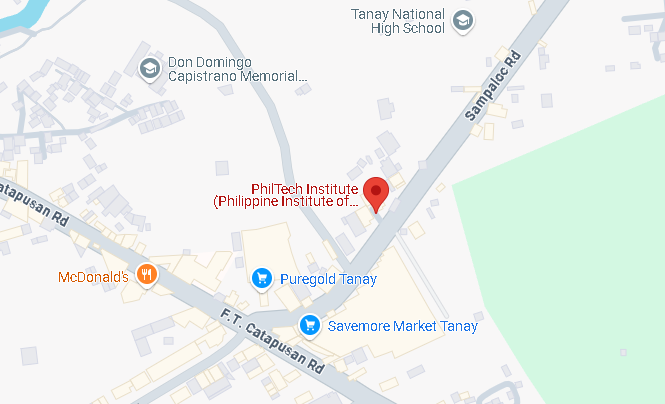 Tanay National
High School
Don Domingo
Capistrano Memorial...
Sampaloc Rd
PhilTech Institute
(Philippine Institute of...
Catapusan Rd
McDonald's
Puregold Tanay
F.T. Catapusan Rd
Savemore Market Tanay